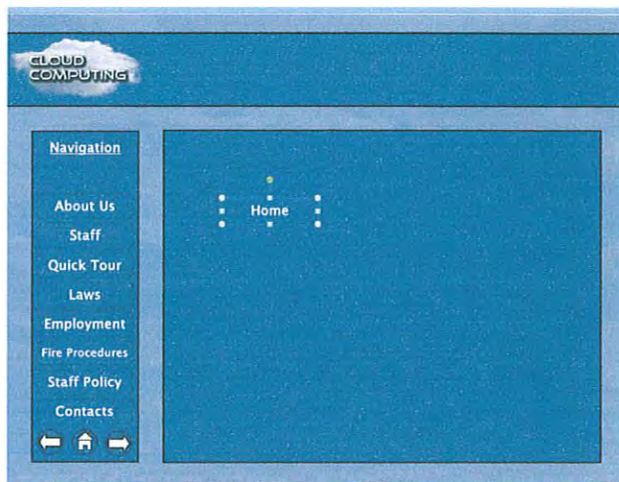 CLOUD
COMPUTING
Navigation
About Us
Staff
Quick Tour
Laws
Employment
Fire Procedures
Staff Policy
Contacts
Home